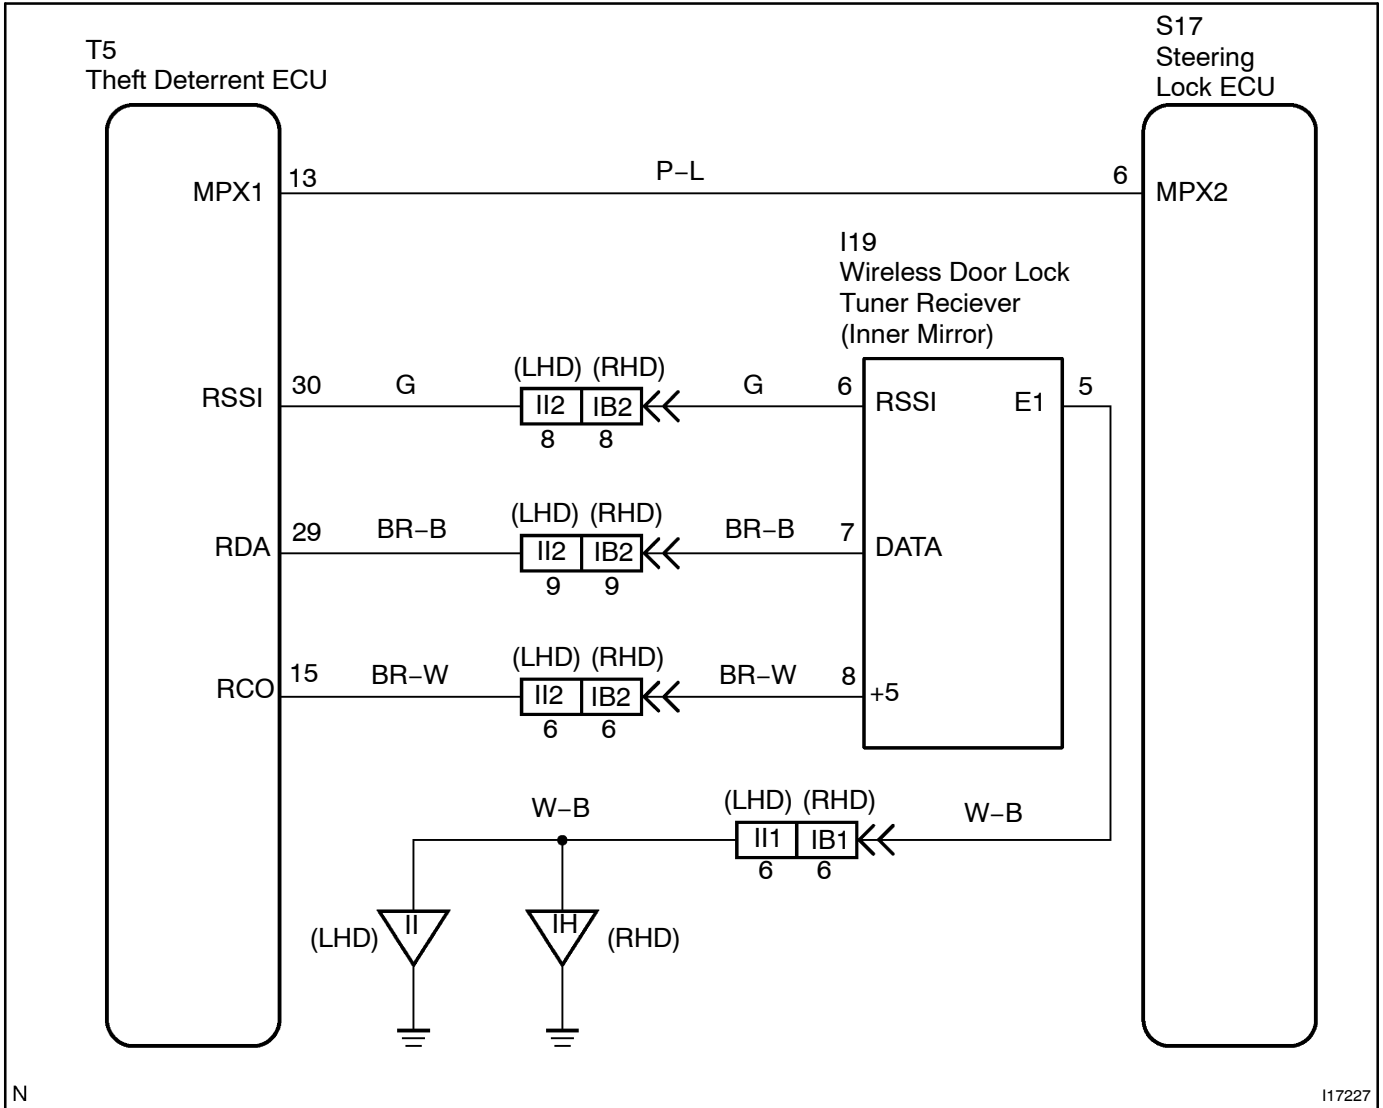 T5
Theft Deterrent ECU
S17
Steering
Lock ECU
MPX1
13
P−L
6
MPX2
I19
Wireless Door Lock
Tuner Reciever
(Inner Mirror)
(LHD) (RHD)
RSSI
30
G
II2
IB2
G
6
RSSI
E1
5
8
8
(LHD) (RHD)
RDA
29
BR−B
II2
IB2
BR−B
7
DATA
9
9
(LHD) (RHD)
RCO
15
BR−W
II2
IB2
BR−W
8
+5
6
6
W−B
(LHD) (RHD)
II1
IB1
W−B
6
6
(LHD)
II
IH
(RHD)
N
I17227